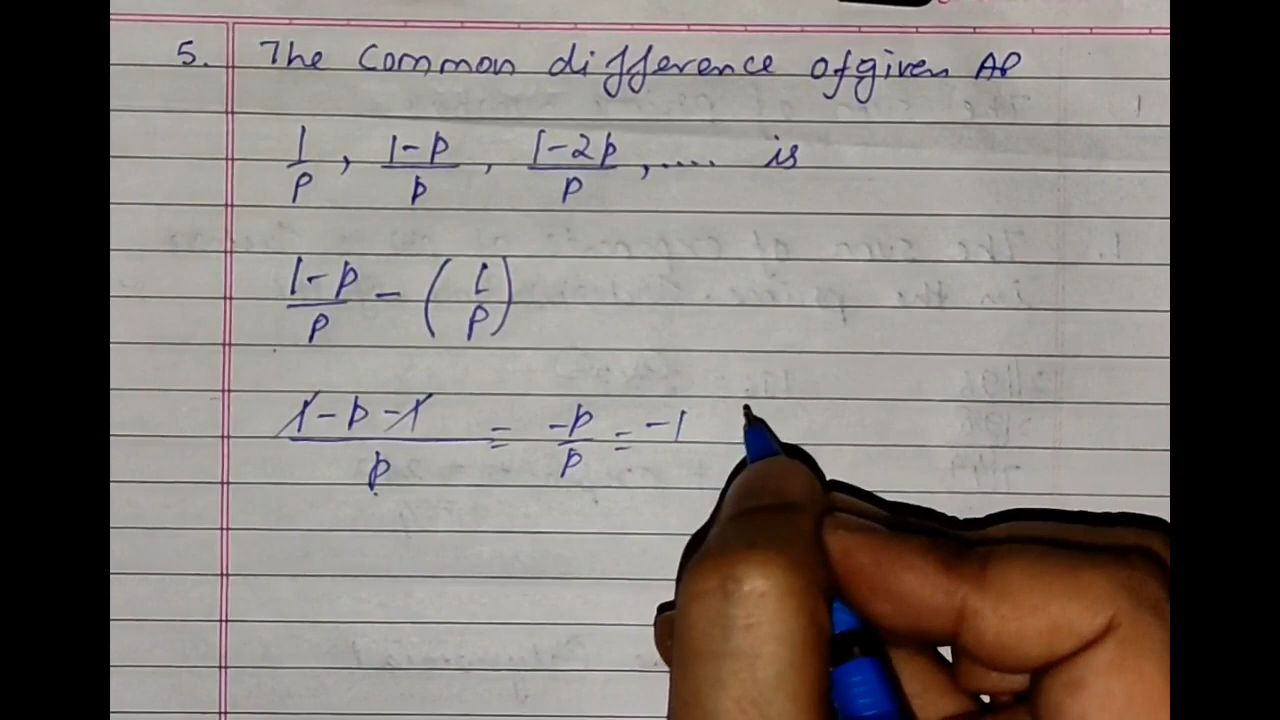 5. The common difference of given AP
1/p, 1-p/p, 1-2p/p, .... is
1-p/p - (1/p)
1-p-1/p = -p/p = -1